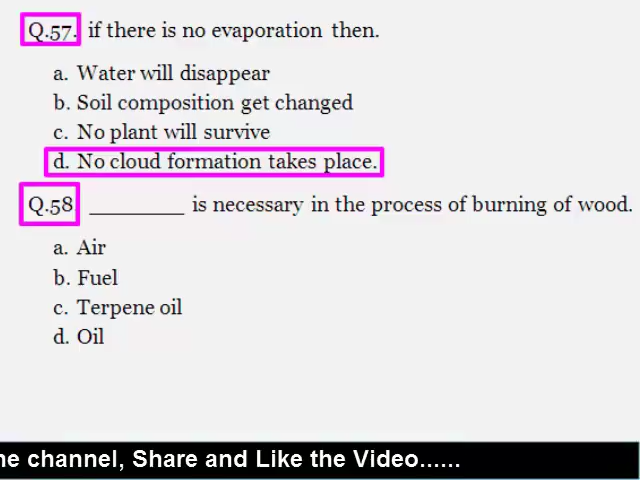 Q.57. if there is no evaporation then.
a. Water will disappear
b. Soil composition get changed
c. No plant will survive
d. No cloud formation takes place.
Q.58 ________ is necessary in the process of burning of wood.
a. Air
b. Fuel
c. Terpene oil
d. Oil
channel, Share and Like the Video......